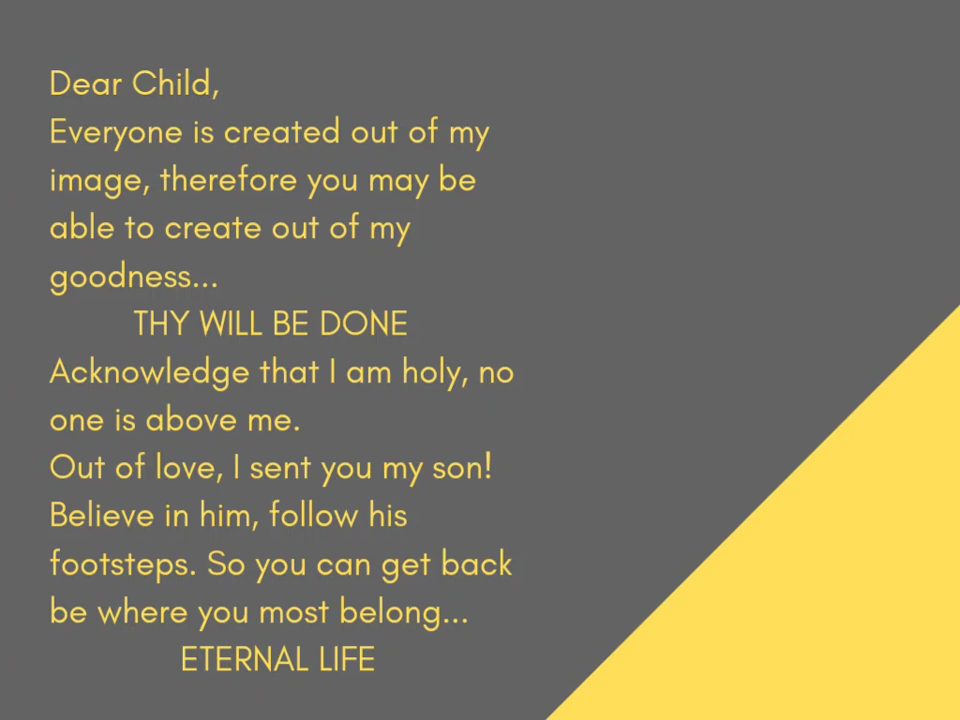 Dear Child,
Everyone is created out of my
image, therefore you may be
able to create out of my
goodness...
THY WILL BE DONE
Acknowledge that I am holy, no
one is above me.
Out of love, I sent you my son!
Believe in him, follow his
footsteps. So you can get back
be where you most belong...
ETERNAL LIFE